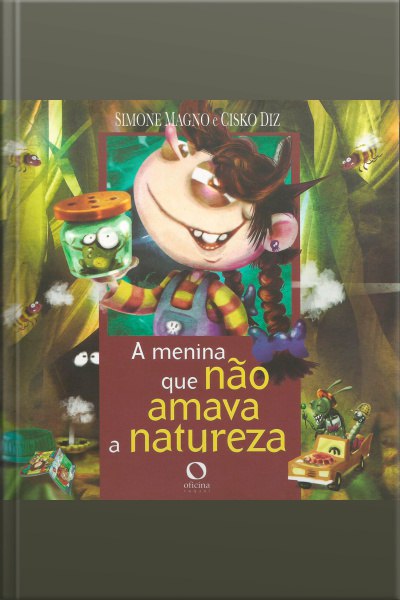 SIMONE MAGNO e CISKO DIZ
A menina
que não
amava
a natureza
oficina